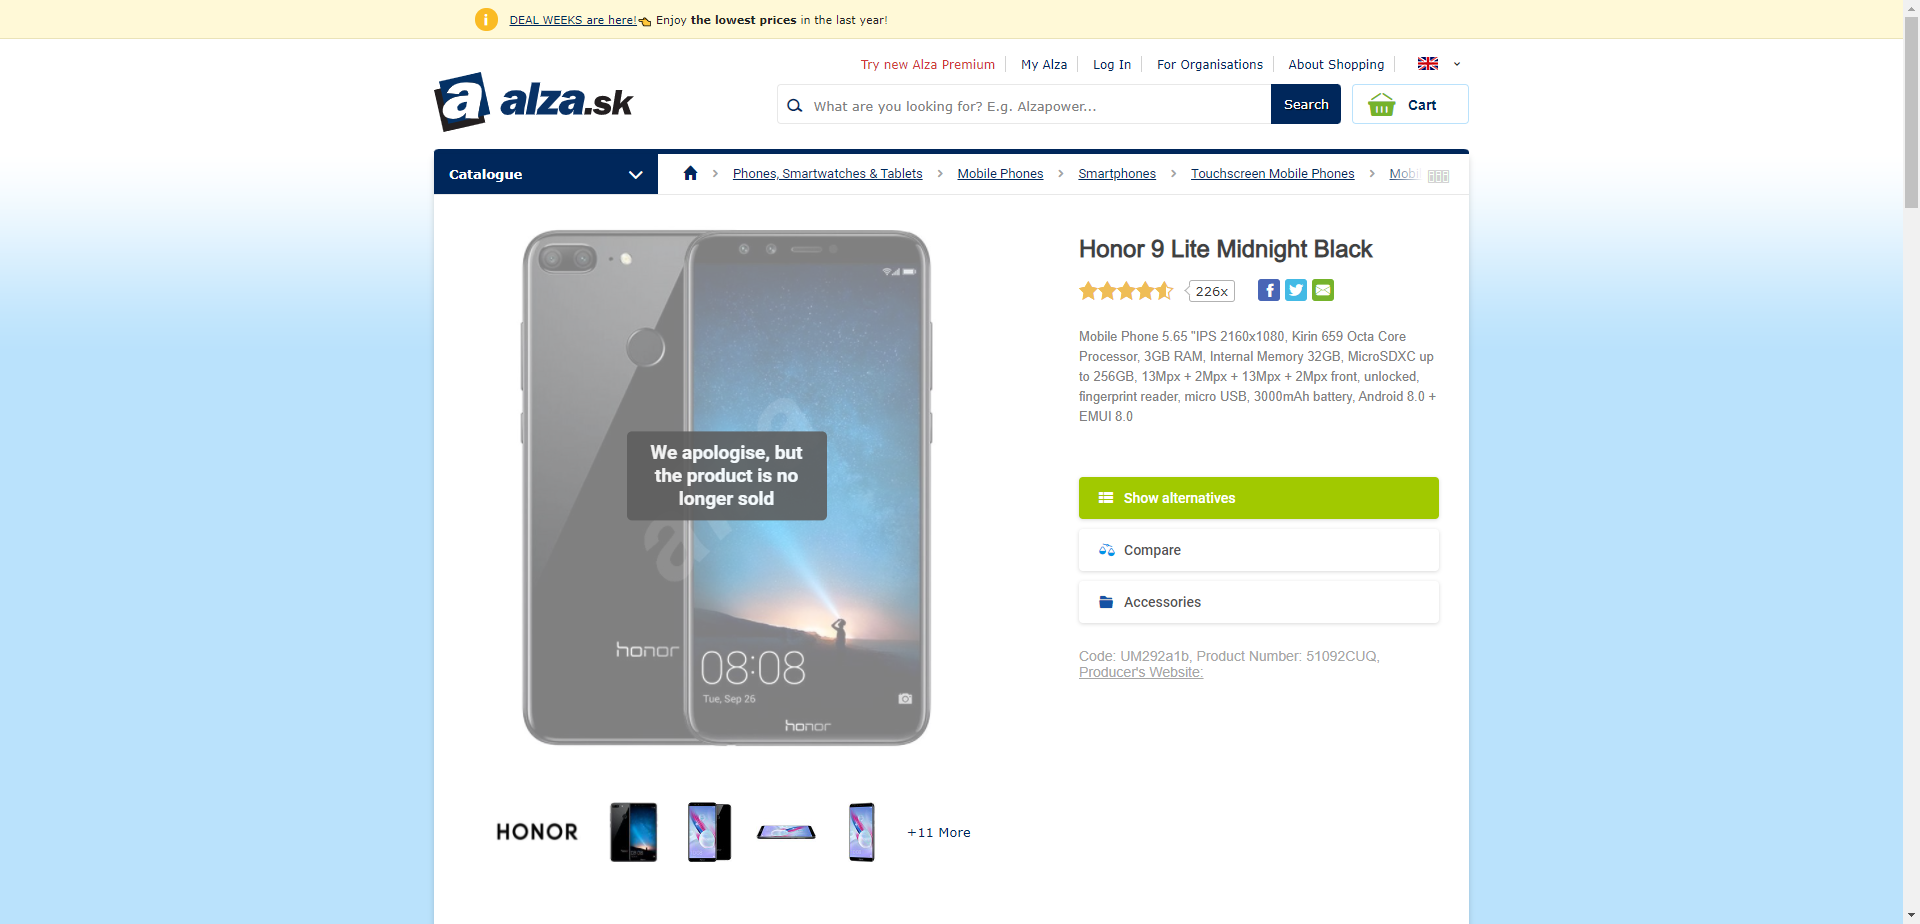 DEAL WEEKS are here! Enjoy the lowest prices in the last year!
Try new Alza Premium My Alza Log In For Organisations About Shopping
a alza.sk
What are you looking for? E.g. Alzapower...
Search
Cart
Catalogue
Phones, Smartwatches & Tablets Mobile Phones Smartphones Touchscreen Mobile Phones Mobi
We apologise, but
the product is no
longer sold
honor
08:08
Tue, Sep 26
honor
Honor 9 Lite Midnight Black
226x
Mobile Phone 5.65 "IPS 2160x1080, Kirin 659 Octa Core
Processor, 3GB RAM, Internal Memory 32GB, MicroSDXC up
to 256GB, 13Mpx + 2Mpx + 13Mpx + 2Mpx front, unlocked,
fingerprint reader, micro USB, 3000mAh battery, Android 8.0 +
EMUI 8.0
Show alternatives
Compare
Accessories
Code: UM292a1b, Product Number: 51092CUQ,
Producer's Website:
HONOR
+11 More